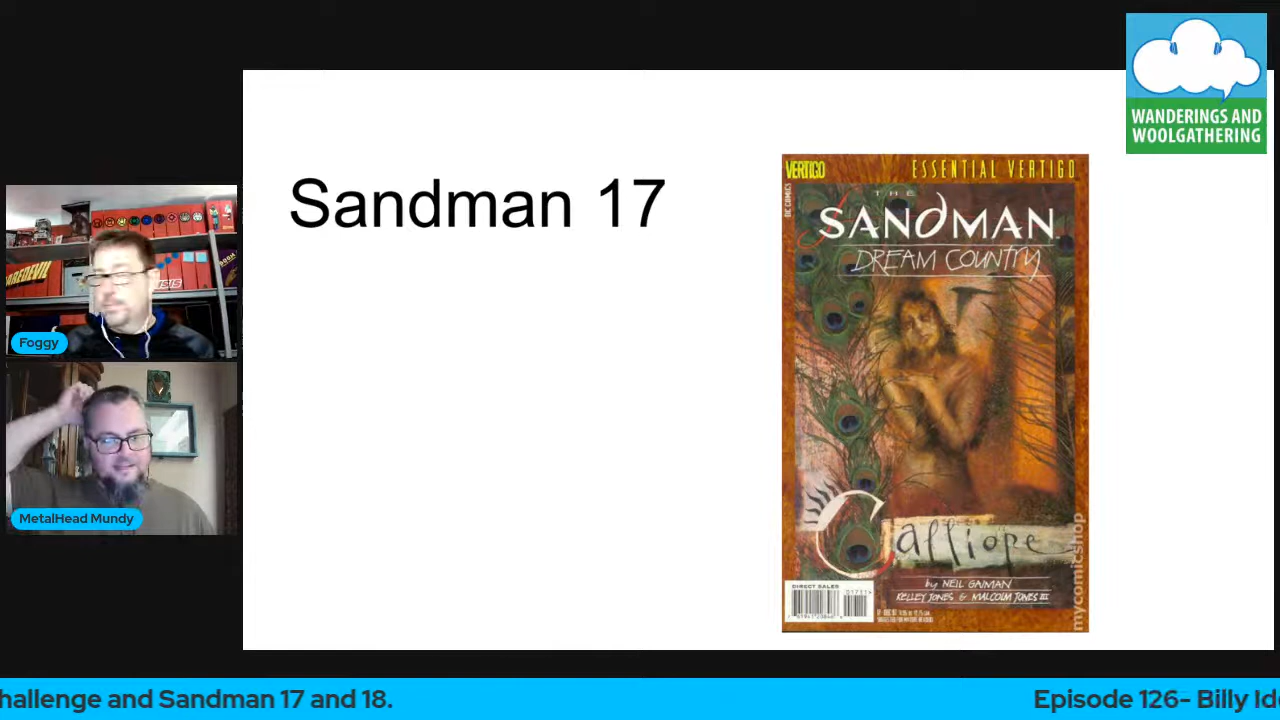 WANDERINGS AND
WOOLGATHERING
Sandman 17
VERTIGO
ESSENTIAL VERTIGO
DC COMICS
THE
SANDMAN
DREAM COUNTRY
Calliope
by NEIL GAIMAN
KELLEY JONES & MALCOLM JONES III
DIRECT SALES
01711
mycomicshop
DAREDEVIL
Foggy
MetalHead Mundy
hallenge and Sandman 17 and 18.
Episode 126- Billy Id